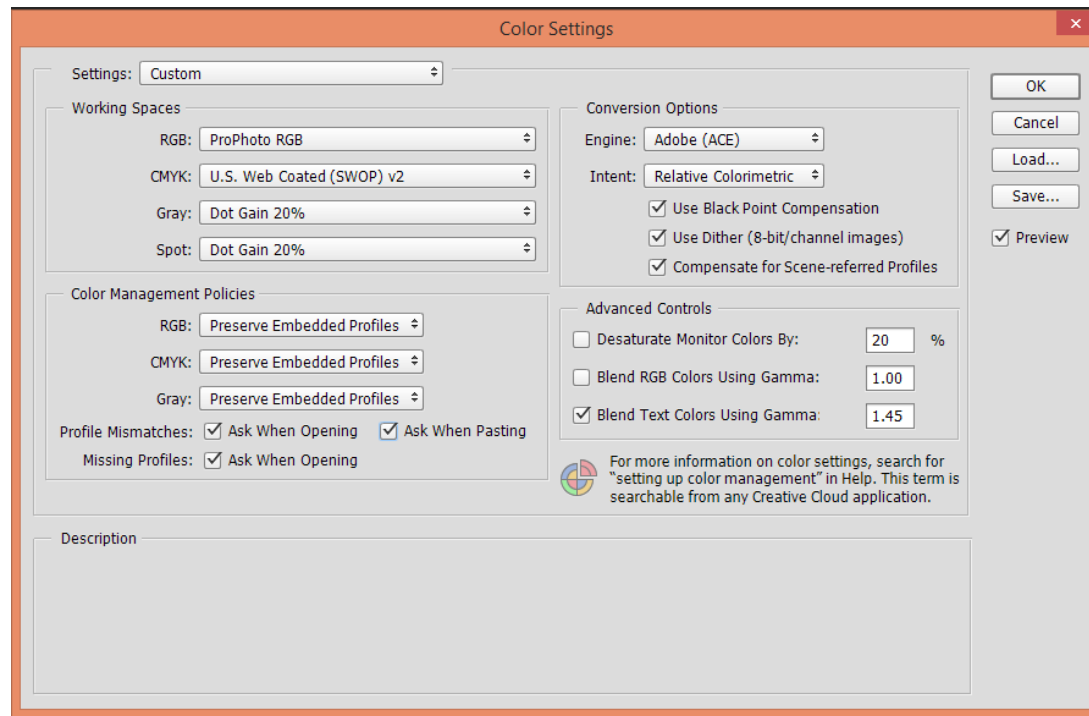 Color Settings
Settings: Custom
Working Spaces
RGB: ProPhoto RGB
CMYK: U.S. Web Coated (SWOP) v2
Gray: Dot Gain 20%
Spot: Dot Gain 20%
Color Management Policies
RGB: Preserve Embedded Profiles
CMYK: Preserve Embedded Profiles
Gray: Preserve Embedded Profiles
Profile Mismatches: Ask When Opening Ask When Pasting
Missing Profiles: Ask When Opening
Conversion Options
Engine: Adobe (ACE)
Intent: Relative Colorimetric
Use Black Point Compensation
Use Dither (8-bit/channel images)
Compensate for Scene-referred Profiles
Advanced Controls
Desaturate Monitor Colors By: 20 %
Blend RGB Colors Using Gamma: 1.00
Blend Text Colors Using Gamma: 1.45
For more information on color settings, search for
"setting up color management" in Help. This term is
searchable from any Creative Cloud application.
OK
Cancel
Load...
Save...
Preview
Description